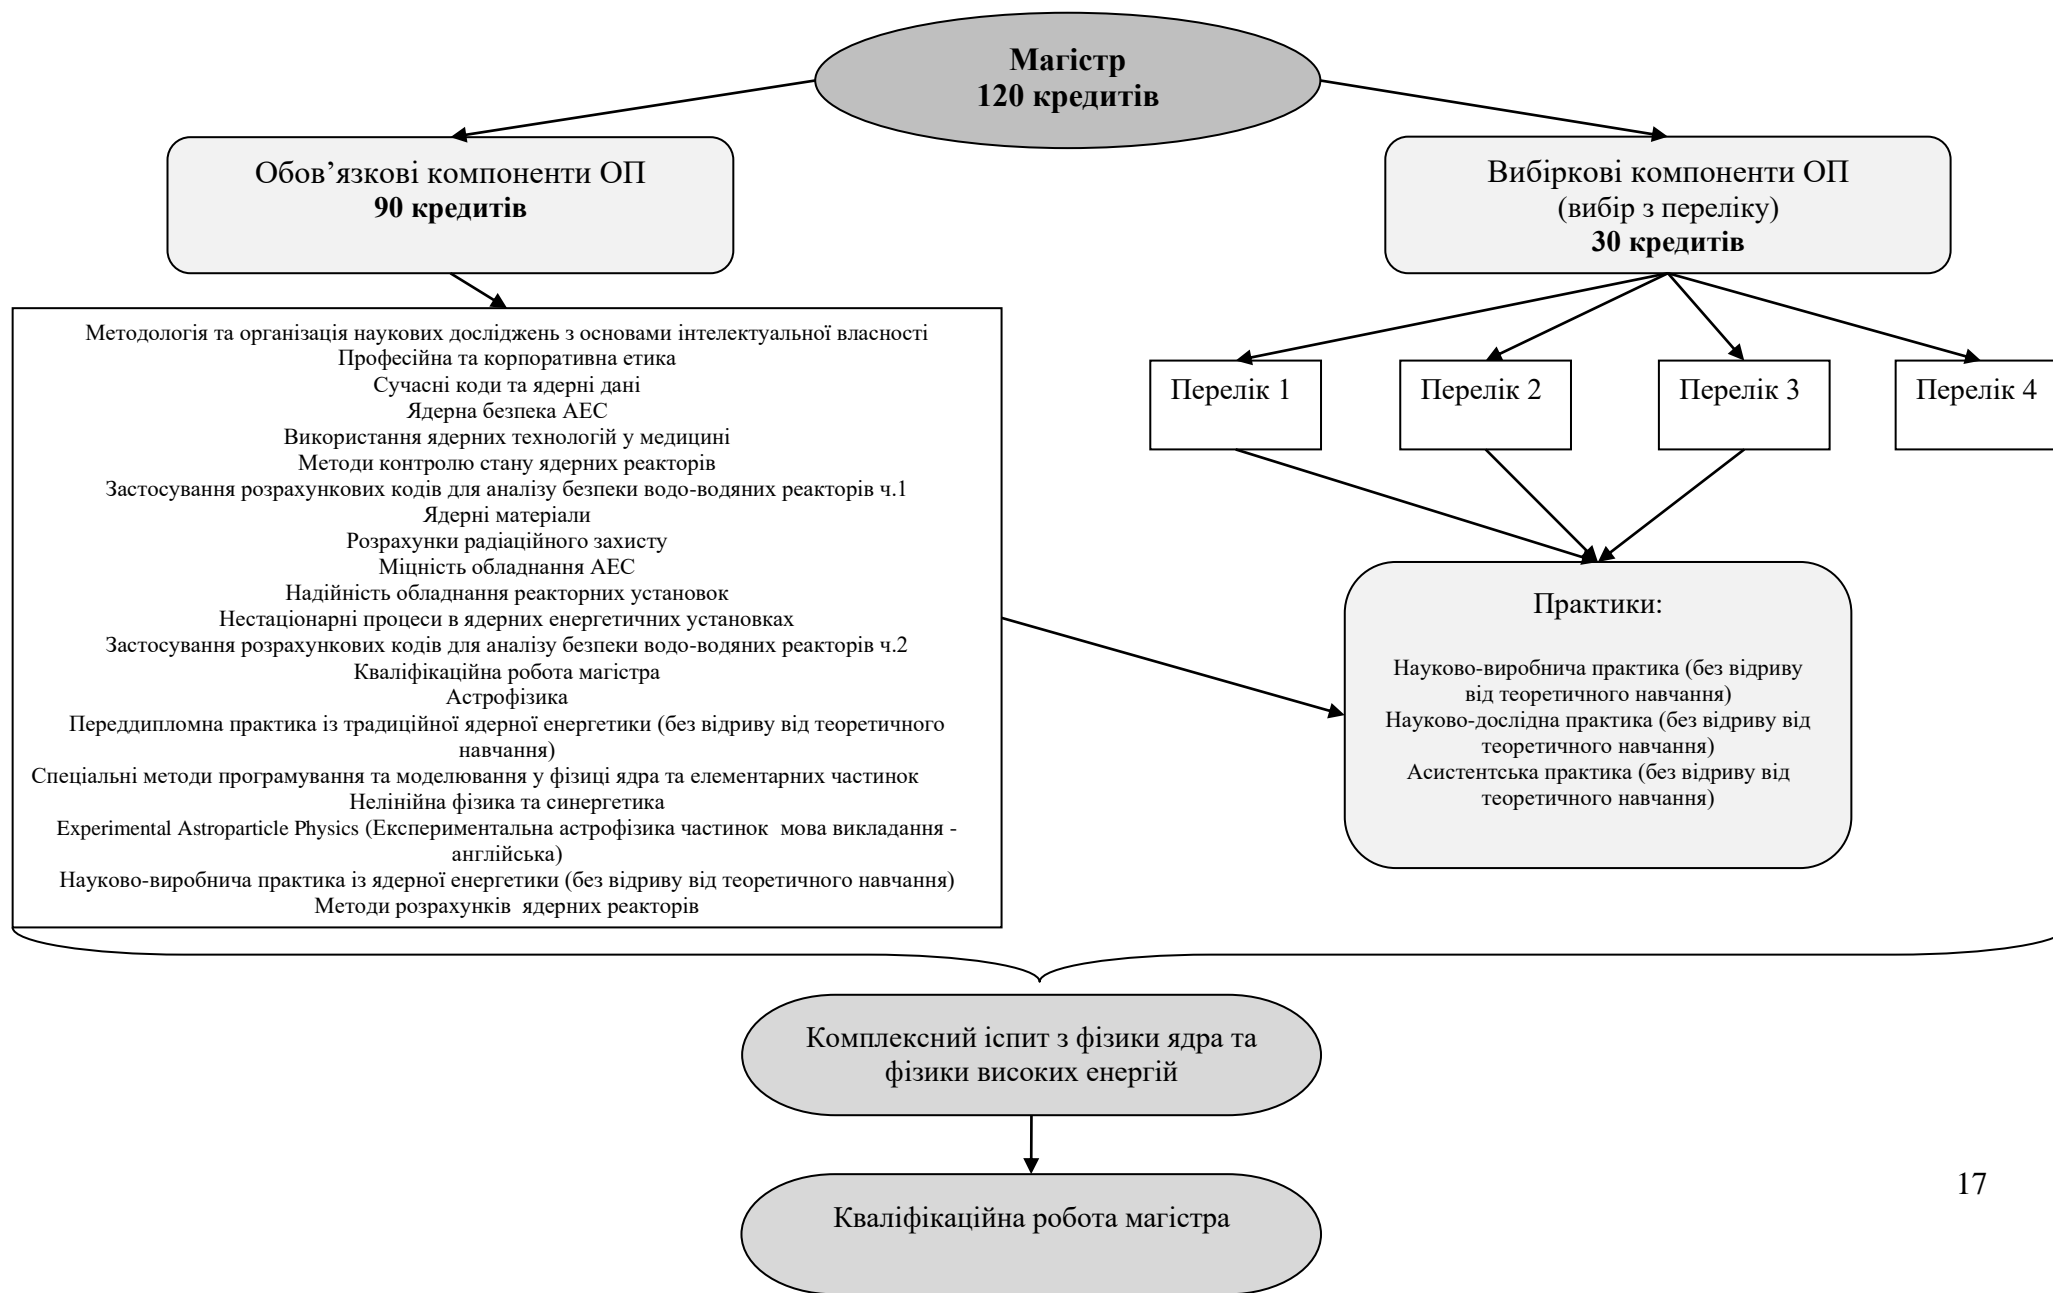 Магістр
120 кредитів
Обов’язкові компоненти ОП
90 кредитів
Вибіркові компоненти ОП
(вибір з переліку)
30 кредитів
Методологія та організація наукових досліджень з основами інтелектуальної власності
Професійна та корпоративна етика
Сучасні коди та ядерні дані
Ядерна безпека АЕС
Використання ядерних технологій у медицині
Методи контролю стану ядерних реакторів
Застосування розрахункових кодів для аналізу безпеки водо-водяних реакторів ч.1
Ядерні матеріали
Розрахунки радіаційного захисту
Міцність обладнання АЕС
Надійність обладнання реакторних установок
Нестаціонарні процеси в ядерних енергетичних установках
Застосування розрахункових кодів для аналізу безпеки водо-водяних реакторів ч.2
Кваліфікаційна робота магістра
Астрофізика
Переддипломна практика із традиційної ядерної енергетики (без відриву від теоретичного
навчання)
Спеціальні методи програмування та моделювання у фізиці ядра та елементарних частинок
Нелінійна фізика та синергетика
Experimental Astroparticle Physics (Експериментальна астрофізика частинок мова викладання -
англійська)
Науково-виробнича практика із ядерної енергетики (без відриву від теоретичного навчання)
Методи розрахунків ядерних реакторів
Перелік 1
Перелік 2
Перелік 3
Перелік 4
Практики:
Науково-виробнича практика (без відриву
від теоретичного навчання)
Науково-дослідна практика (без відриву від
теоретичного навчання)
Асистентська практика (без відриву від
теоретичного навчання)
Комплексний іспит з фізики ядра та
фізики високих енергій
Кваліфікаційна робота магістра
17